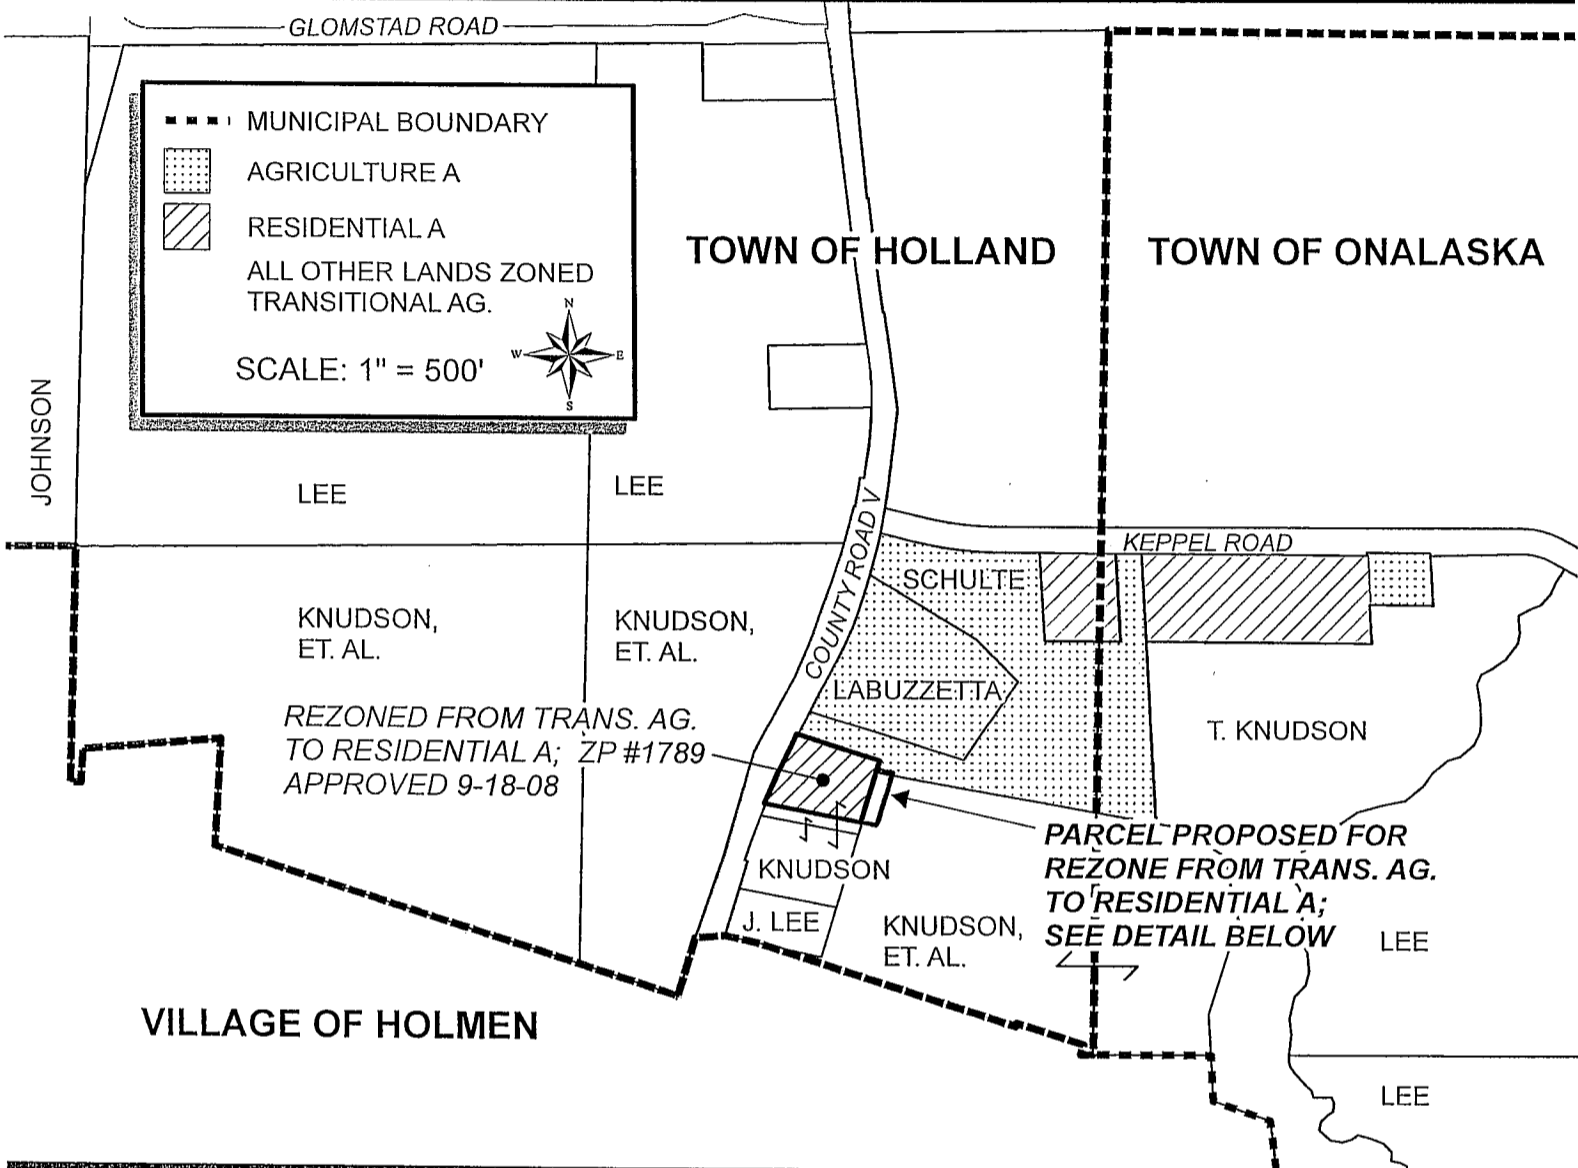 GLOMSTAD ROAD
MUNICIPAL BOUNDARY
AGRICULTURE A
RESIDENTIAL A
ALL OTHER LANDS ZONED
TRANSITIONAL AG.
SCALE: 1" = 500'
N
W
E
S
TOWN OF HOLLAND
TOWN OF ONALASKA
JOHNSON
LEE
LEE
COUNTY ROAD V
KEPPEL ROAD
SCHULTE
KNUDSON,
ET. AL.
KNUDSON,
ET. AL.
LABUZZETTA
T. KNUDSON
REZONED FROM TRANS. AG.
TO RESIDENTIAL A; ZP #1789
APPROVED 9-18-08
PARCEL PROPOSED FOR
REZONE FROM TRANS. AG.
TO RESIDENTIAL A;
SEE DETAIL BELOW
KNUDSON
J. LEE
KNUDSON,
ET. AL.
LEE
VILLAGE OF HOLMEN
LEE